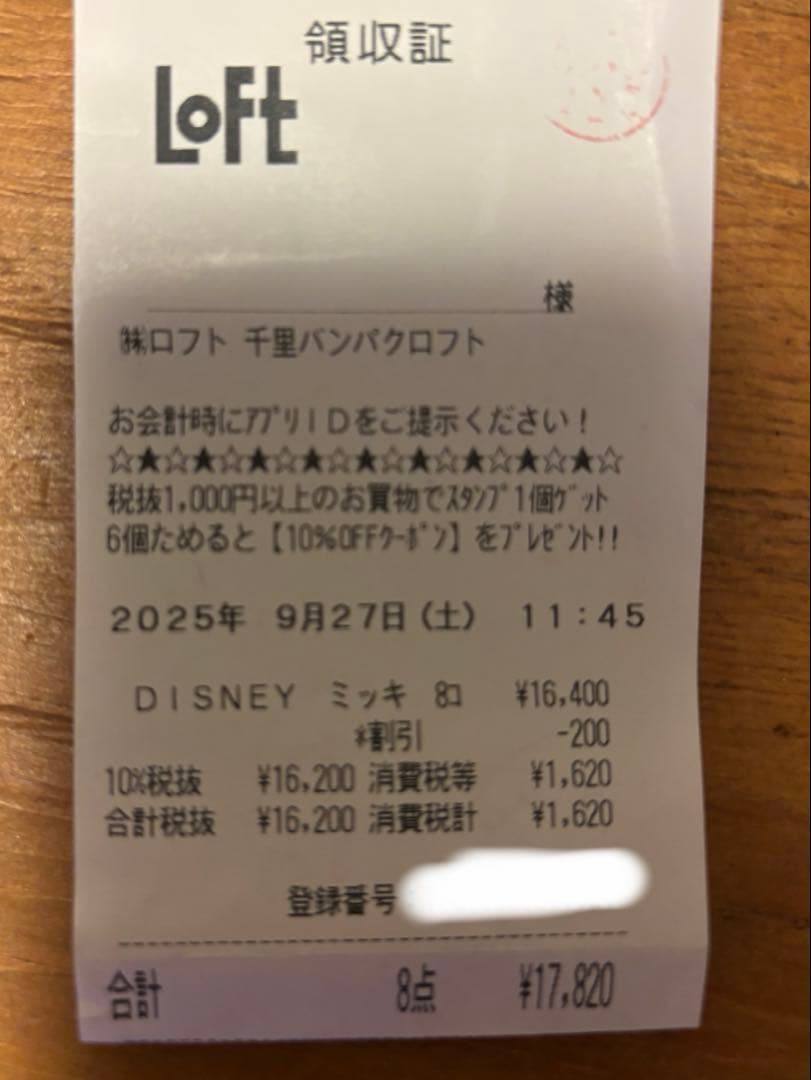 領収証
LOFt
様
㈱ロフト 千里バンパクロフト
お会計時にｱﾌﾟﾘＩＤをご提示ください！
☆★☆★☆★☆★☆★☆★☆★☆★☆★☆
税抜1,000円以上のお買物でｽﾀﾝﾌﾟ1個ｹﾞｯﾄ
6個ためると【10%OFFｸｰﾎﾟﾝ】をﾌﾟﾚｾﾞﾝﾄ!!
２０２５年 ９月２７日（土） １１：４５
ＤＩＳＮＥＹ ミッキ 8ｺ ¥16,400
*割引 -200
10%税抜 ¥16,200 消費税等 ¥1,620
合計税抜 ¥16,200 消費税計 ¥1,620
登録番号
合計 8点 ¥17,820